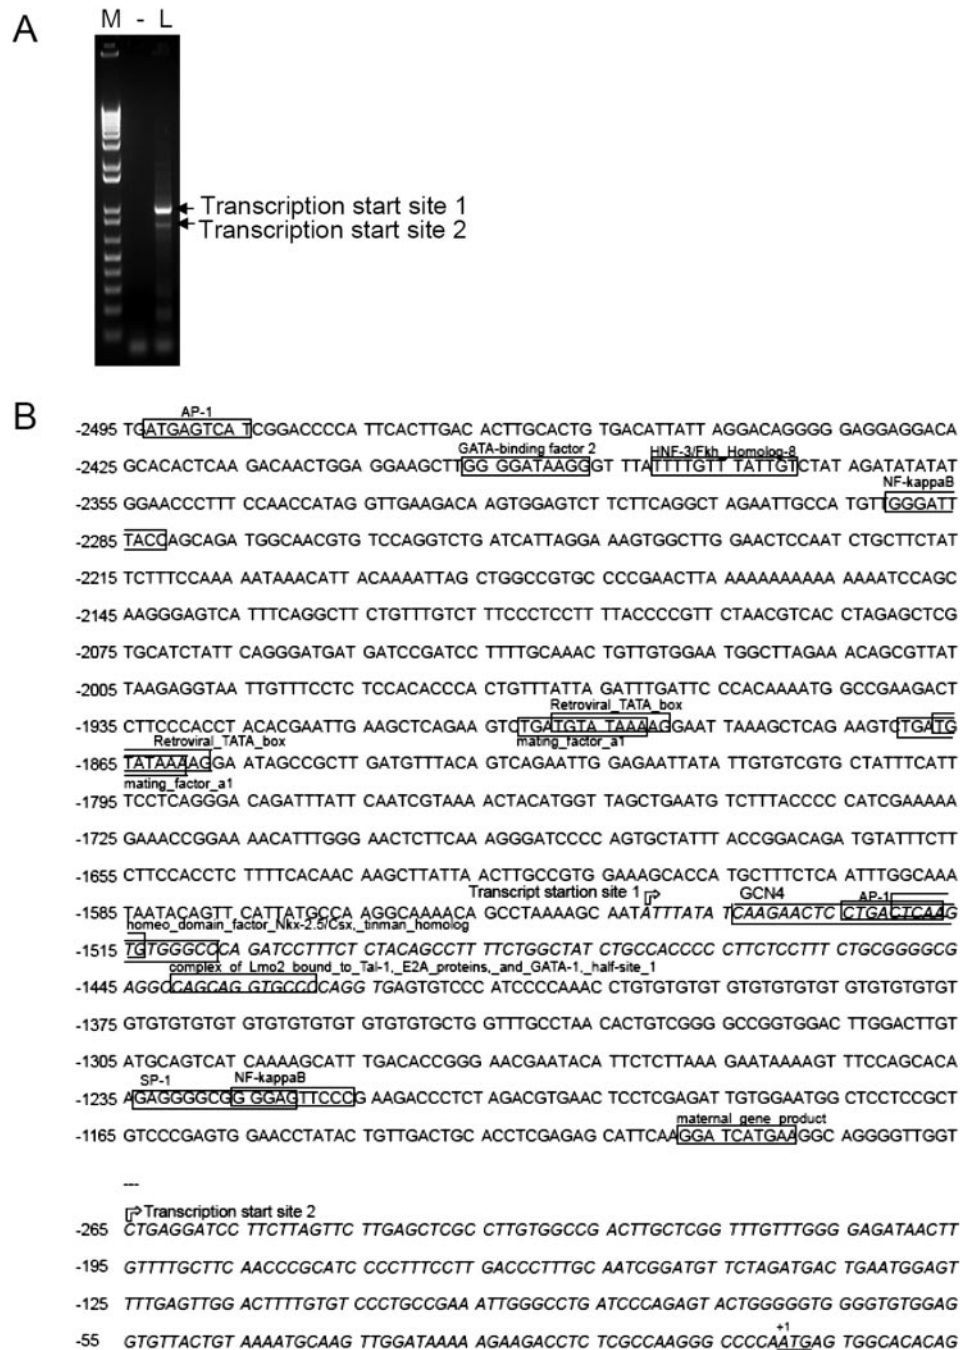 A
M - L
Transcription start site 1
Transcription start site 2
B
AP-1
-2495 TGATGAGTCA TCGGACCCCA TTCACTTGAC ACTTGCACTG TGACATTATT AGGACAGGGG GAGGAGGACA
GATA-binding factor 2 HNF-3/Fkh_Homolog-8
-2425 GCACACTCAA GACAACTGGA GGAAGCTTGG GGATAAGGGT TTATTTTGTT TATTGTCTAT AGATATATAT
NF-kappaB
-2355 GGAACCCTTT CCAACCATAG GTTGAAGACA AGTGGAGTCT TCTTCAGGCT AGAATTGCCA TGTTGGGATT
-2285 TACCAGCAGA TGGCAACGTG TCCAGGTCTG ATCATTAGGA AAGTGGCTTG GAACTCCAAT CTGCTTCTAT
-2215 TCTTTCCAAA AATAAACATT ACAAAATTAG CTGGCCGTGC CCCGAACTTA AAAAAAAAAA AAAATCCAGC
-2145 AAGGGAGTCA TTTCAGGCTT CTGTTTGTCT TTCCCTCCTT TTACCCCGTT CTAACGTCAC CTAGAGCTCG
-2075 TGCATCTATT CAGGGATGAT GATCCGATCC TTTTGCAAAC TGTTGTGGAA TGGCTTAGAA ACAGCGTTAT
-2005 TAAGAGGTAA TTGTTTCCTC TCCACACCCA CTGTTTATTA GATTTGATTC CCACAAAATG GCCGAAGACT
Retroviral_TATA_box
-1935 CTTCCCACCT ACACGAATTG AAGCTCAGAA GTCTGATGTA TAAAAGGAAT TAAAGCTCAG AAGTCTGATG
Retroviral_TATA_box mating_factor_a1
-1865 TATAAAAGGA ATAGCCGCTT GATGTTTACA GTCAGAATTG GAGAATTATA TTGTGTCGTG CTATTTCATT
mating_factor_a1
-1795 TCCTCAGGGA CAGATTTATT CAATCGTAAA ACTACATGGT TAGCTGAATG TCTTTACCCC CATCGAAAAA
-1725 GAAACCGGAA AACATTTGGG AACTCTTCAA AGGGATCCCC AGTGCTATTT ACCGGACAGA TGTATTTCTT
-1655 CTTCCACCTC TTTTCACAAC AAGCTTATTA ACTTGCCGTG GAAAGCACCA TGCTTTCTCA ATTTGGCAAA
Transcript startion site 1 GCN4 AP-1
-1585 TAATACAGTT CATTATGCCA AGGCAAAACA GCCTAAAAGC AATATTTATA TCAAGAACTC CTGACTCAAG
homeo_domain_factor_Nkx-2.5/Csx,_tinman_homolog
-1515 TGTGGGCCCA GATCCTTTCT CTACAGCCTT TTCTGGCTAT CTGCCACCCC CTTCTCCTTT CTGCGGGGCG
complex_of_Lmo2_bound_to_Tal-1,_E2A_proteins,_and_GATA-1,_half-site_1
-1445 AGGCCAGCAG GTGCCCCAGG TGAGTGTCCC ATCCCCAAAC CTGTGTGTGT GTGTGTGTGT GTGTGTGTGT
-1375 GTGTGTGTGT GTGTGTGTGT GTGTGTGCTG GTTTGCCTAA CACTGTCGGG GCCGGTGGAC TTGGACTTGT
-1305 ATGCAGTCAT CAAAAGCATT TGACACCGGG AACGAATACA TTCTCTTAAA GAATAAAAGT TTCCAGCACA
SP-1 NF-kappaB
-1235 AGAGGGGCGG GGGAGTTCCCG AAGACCCTCT AGACGTGAAC TCCTCGAGAT TGTGGAATGG CTCCTCCGCT
maternal_gene_product
-1165 GTCCCGAGTG GAACCTATAC TGTTGACTGC ACCTCGAGAG CATTCAAGGA TCATGAAGGC AGGGGTTGGT
---
Transcription start site 2
-265 CTGAGGATCC TTCTTAGTTC TTGAGCTCGC CTTGTGGCCG ACTTGCTCGG TTTGTTTGGG GAGATAACTT
-195 GTTTTGCTTC AACCCGCATC CCCTTTCCTT GACCCTTTGC AATCGGATGT TCTAGATGAC TGAATGGAGT
-125 TTTGAGTTGG ACTTTTGTGT CCCTGCCGAA ATTGGGCCTG ATCCCAGAGT ACTGGGGGTG GGGTGTGGAG
+1
-55 GTGTTACTGT AAAATGCAAG TTGGATAAAA AGAAGACCTC TCGCCAAGGG CCCCAATGAG TGGCACACAG